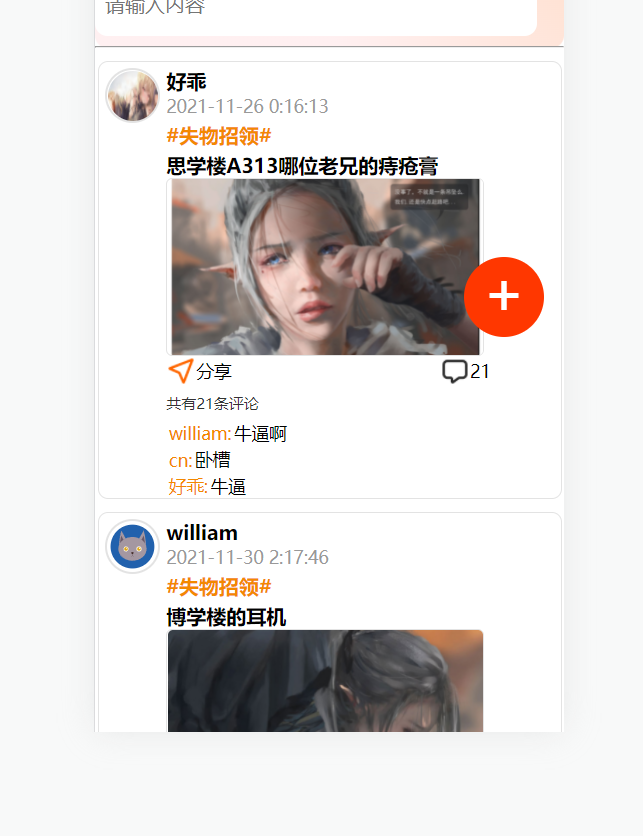 请输入内容
好乖
2021-11-26 0:16:13
#失物招领#
思学楼A313哪位老兄的痔疮膏
分享
21
共有21条评论
william:牛逼啊
cn:卧槽
好乖:牛逼
william
2021-11-30 2:17:46
#失物招领#
博学楼的耳机